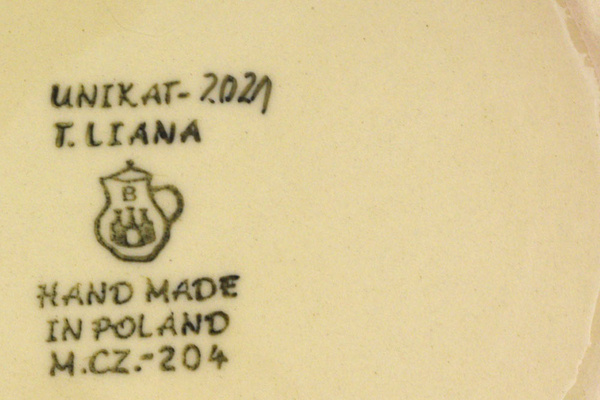 UNIKAT-2021
T. LIANA
B
HAND MADE
IN POLAND
M.CZ.-204